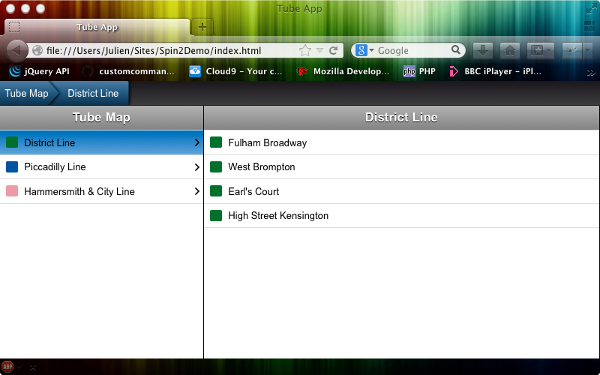 Tube App
Tube App
file:///Users/Julien/Sites/Spin2Demo/index.html
Google
jQuery API
customcomman...
Cloud9 - Your c...
Mozilla Develop...
PHP
BBC iPlayer - iPl...
Tube Map
District Line
Tube Map
District Line
District Line
Piccadilly Line
Hammersmith & City Line
Fulham Broadway
West Brompton
Earl's Court
High Street Kensington